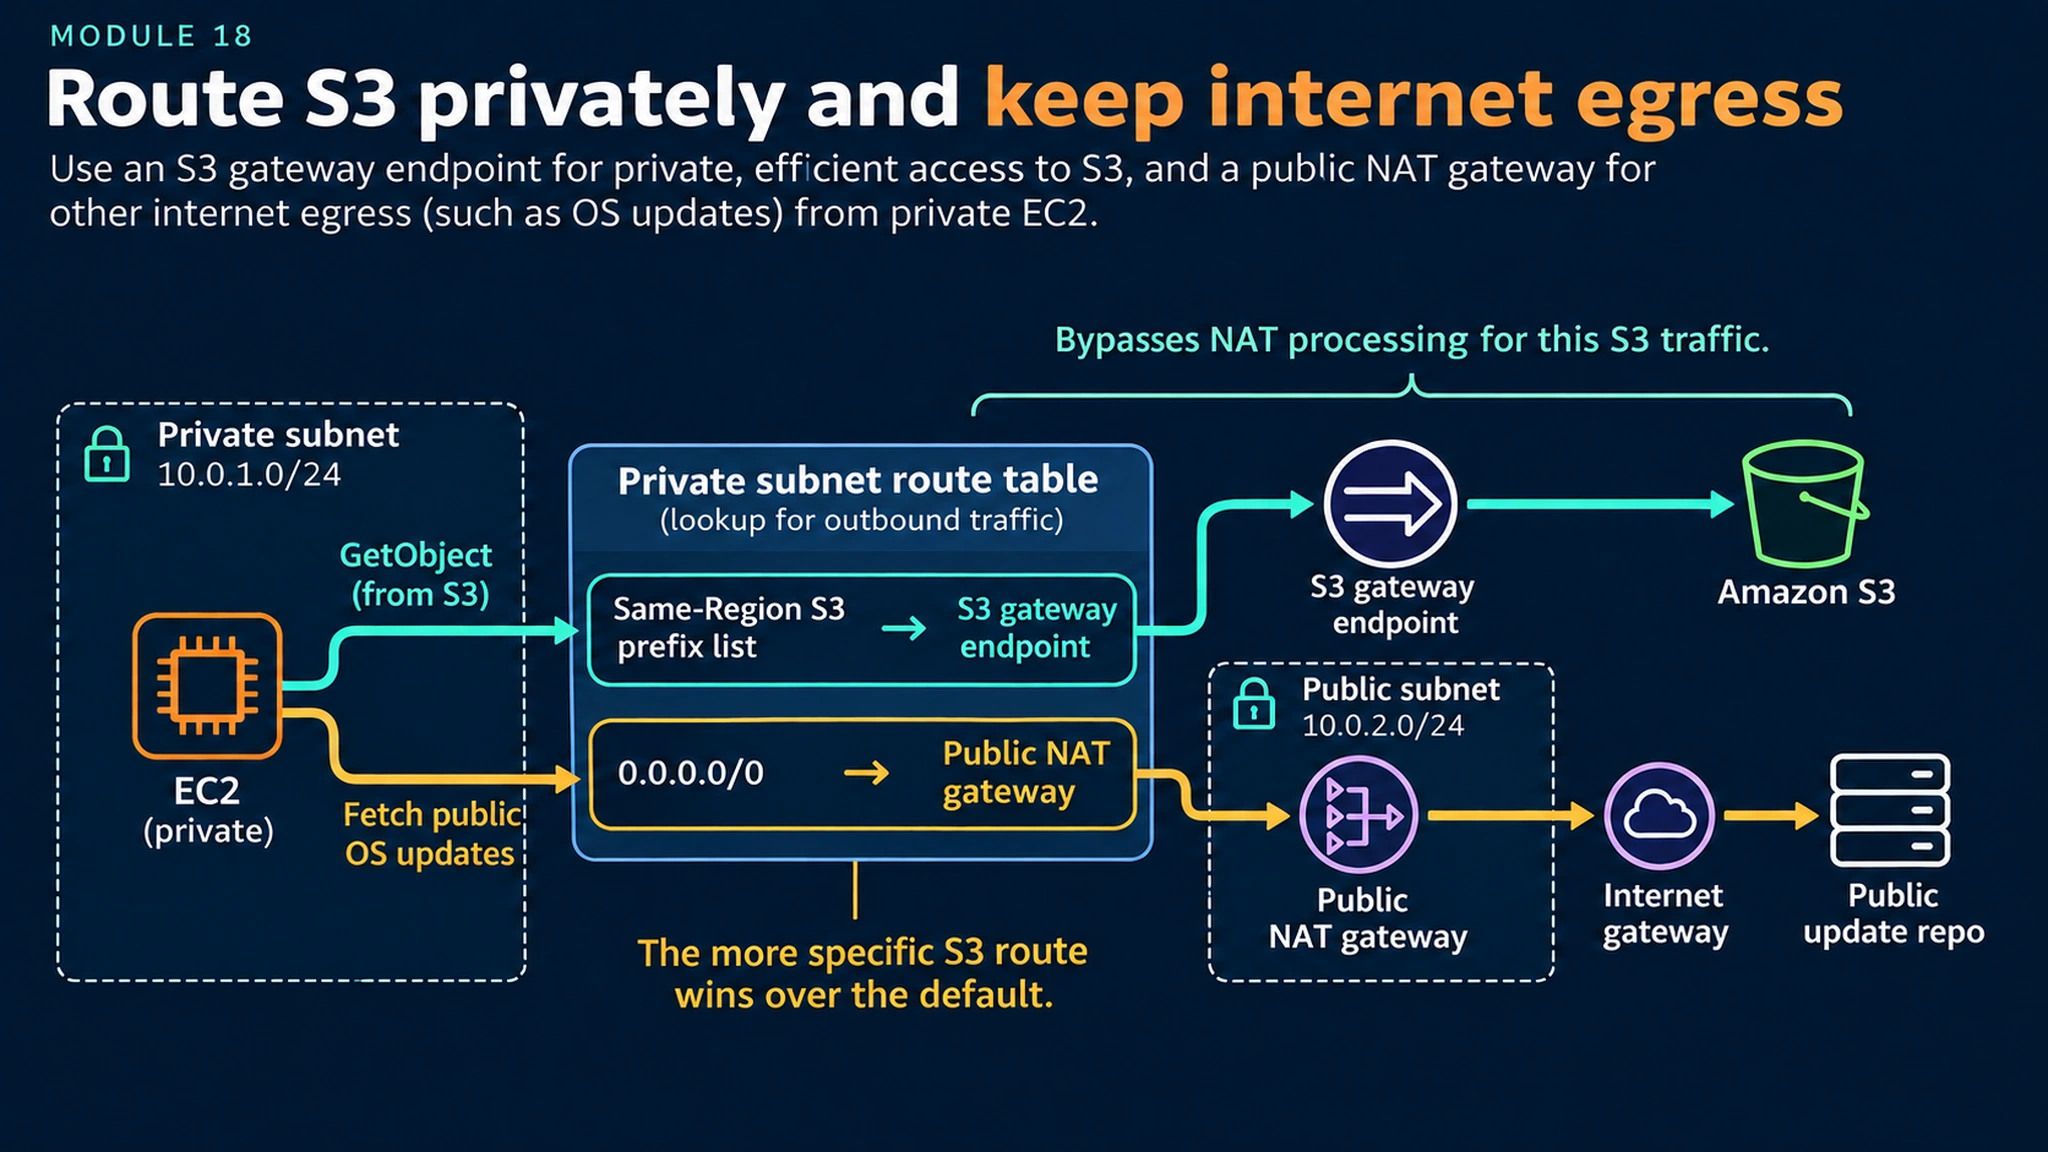 MODULE 18
Route S3 privately and keep internet egress
Use an S3 gateway endpoint for private, efficient access to S3, and a public NAT gateway for
other internet egress (such as OS updates) from private EC2.
Bypasses NAT processing for this S3 traffic.
Private subnet
10.0.1.0/24
GetObject
(from S3)
EC2
(private)
Fetch public
OS updates
Private subnet route table
(lookup for outbound traffic)
Same-Region S3
prefix list
→
S3 gateway
endpoint
0.0.0.0/0
→
Public NAT
gateway
The more specific S3 route
wins over the default.
S3 gateway
endpoint
Amazon S3
Public subnet
10.0.2.0/24
Public
NAT gateway
Internet
gateway
Public
update repo